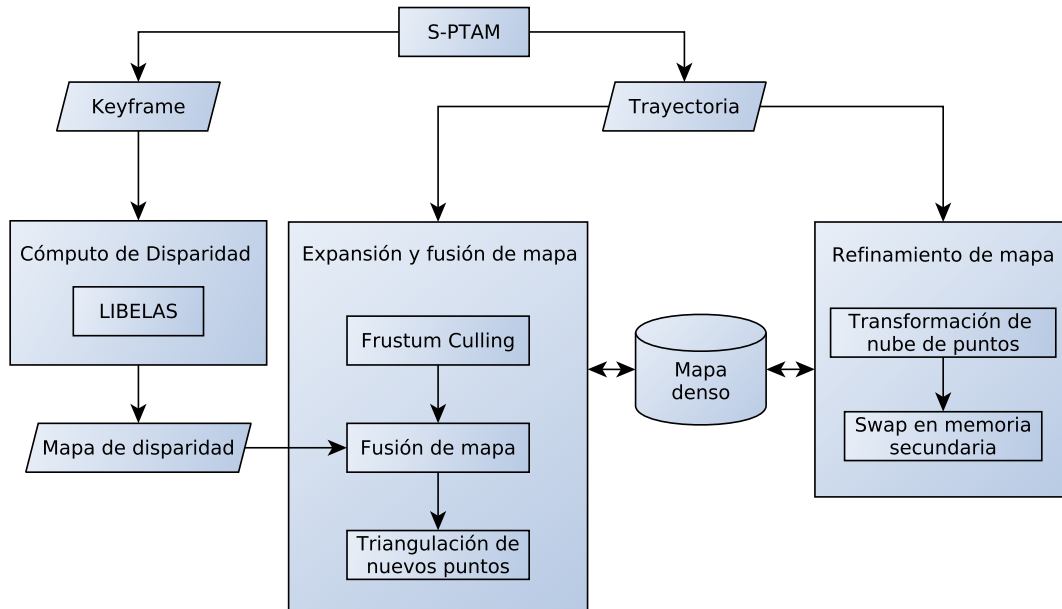 S-PTAM
Keyframe
Trayectoria
Cómputo de Disparidad
LIBELAS
Expansión y fusión de mapa
Refinamiento de mapa
Frustum Culling
Transformación de
nube de puntos
Mapa
denso
Mapa de disparidad
Fusión de mapa
Swap en memoria
secundaria
Triangulación de
nuevos puntos